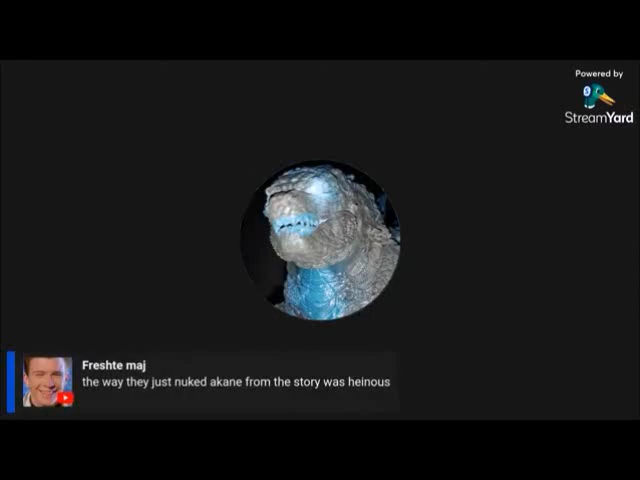 Powered by
StreamYard
Freshte maj
the way they just nuked akane from the story was heinous